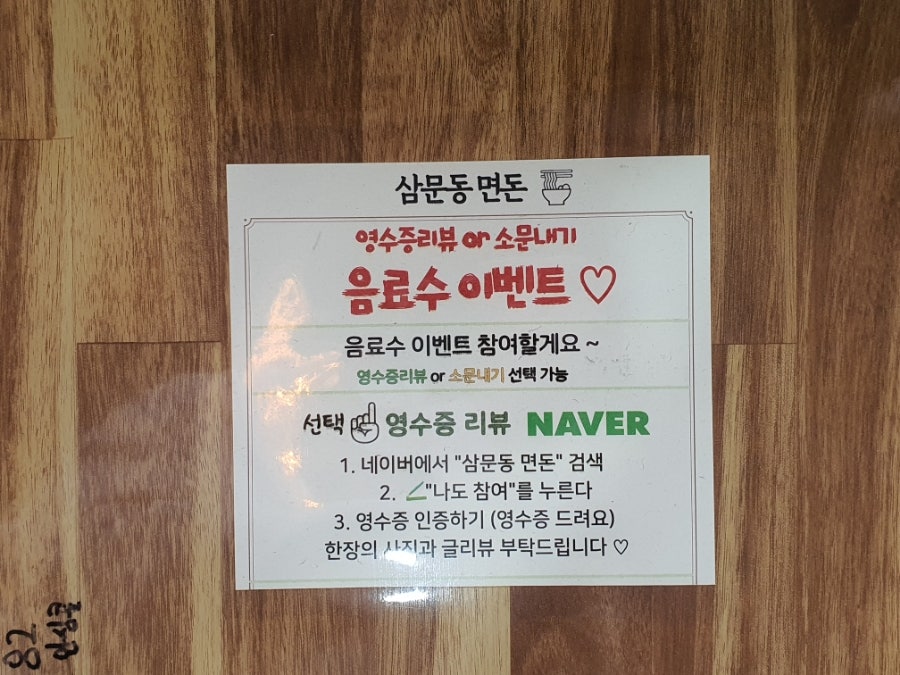 삼문동 면돈
영수증리뷰 or 소문내기
음료수 이벤트 ♡
음료수 이벤트 참여할게요 ~
영수증리뷰 or 소문내기 선택 가능
선택 영수증 리뷰 NAVER
1. 네이버에서 "삼문동 면돈" 검색
2. "나도 참여"를 누른다
3. 영수증 인증하기 (영수증 드려요)
한장의 사진과 글리뷰 부탁드립니다 ♡
82
안심콜